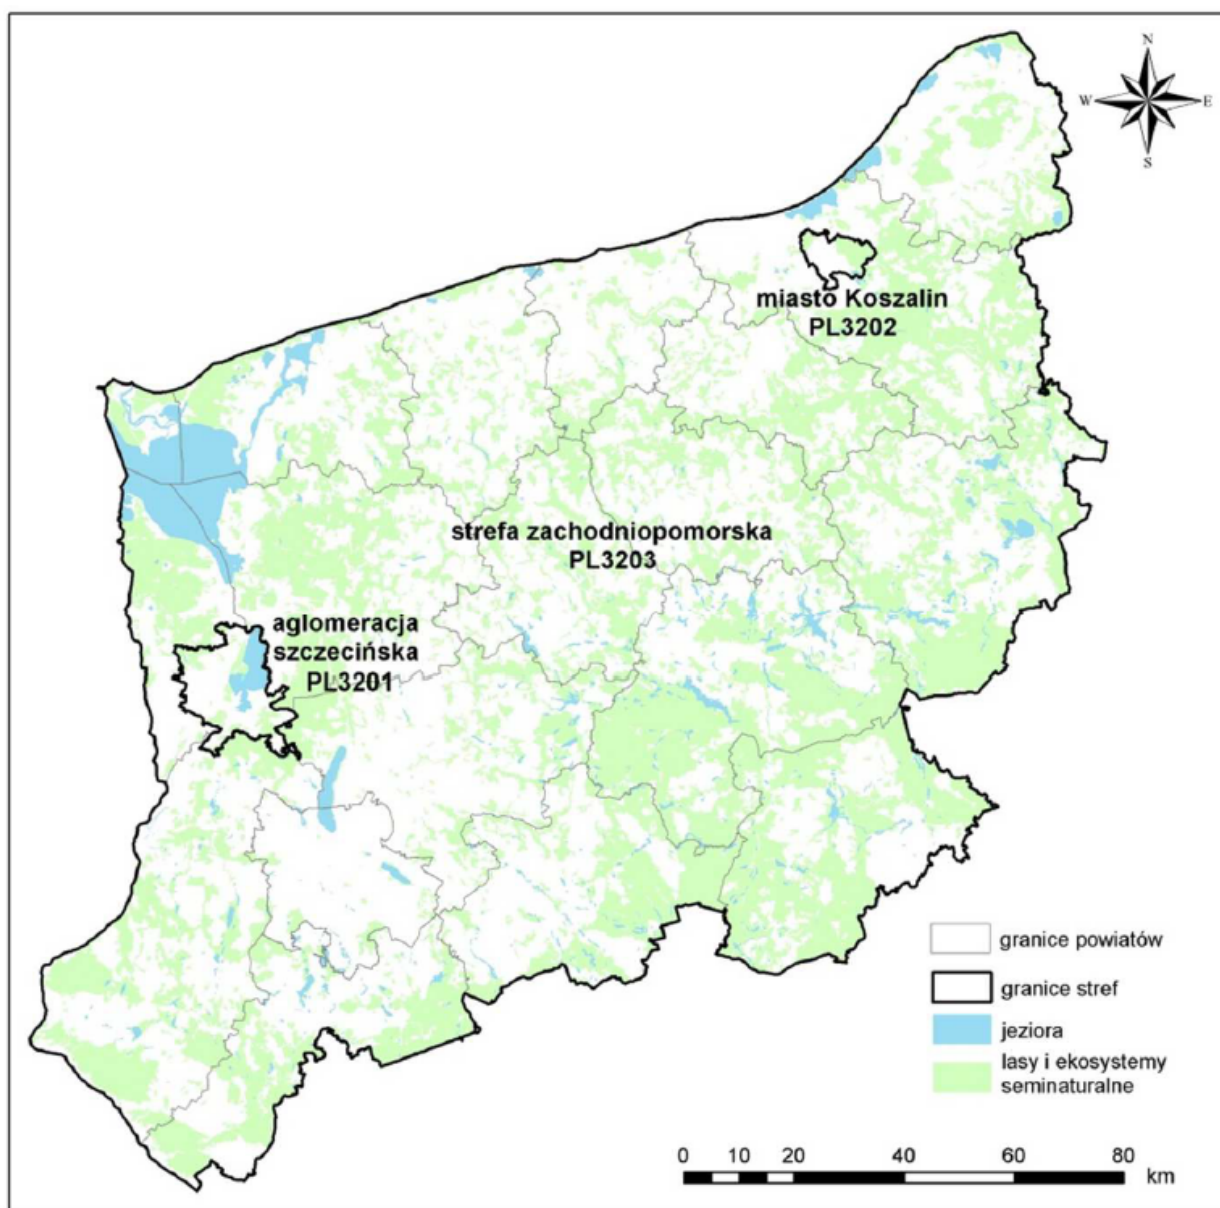 N
W E
S
miasto Koszalin
PL3202
strefa zachodniopomorska
PL3203
aglomeracja
szczecińska
PL3201
granice powiatów
granice stref
jeziora
lasy i ekosystemy
seminaturalne
0 10 20 40 60 80
km